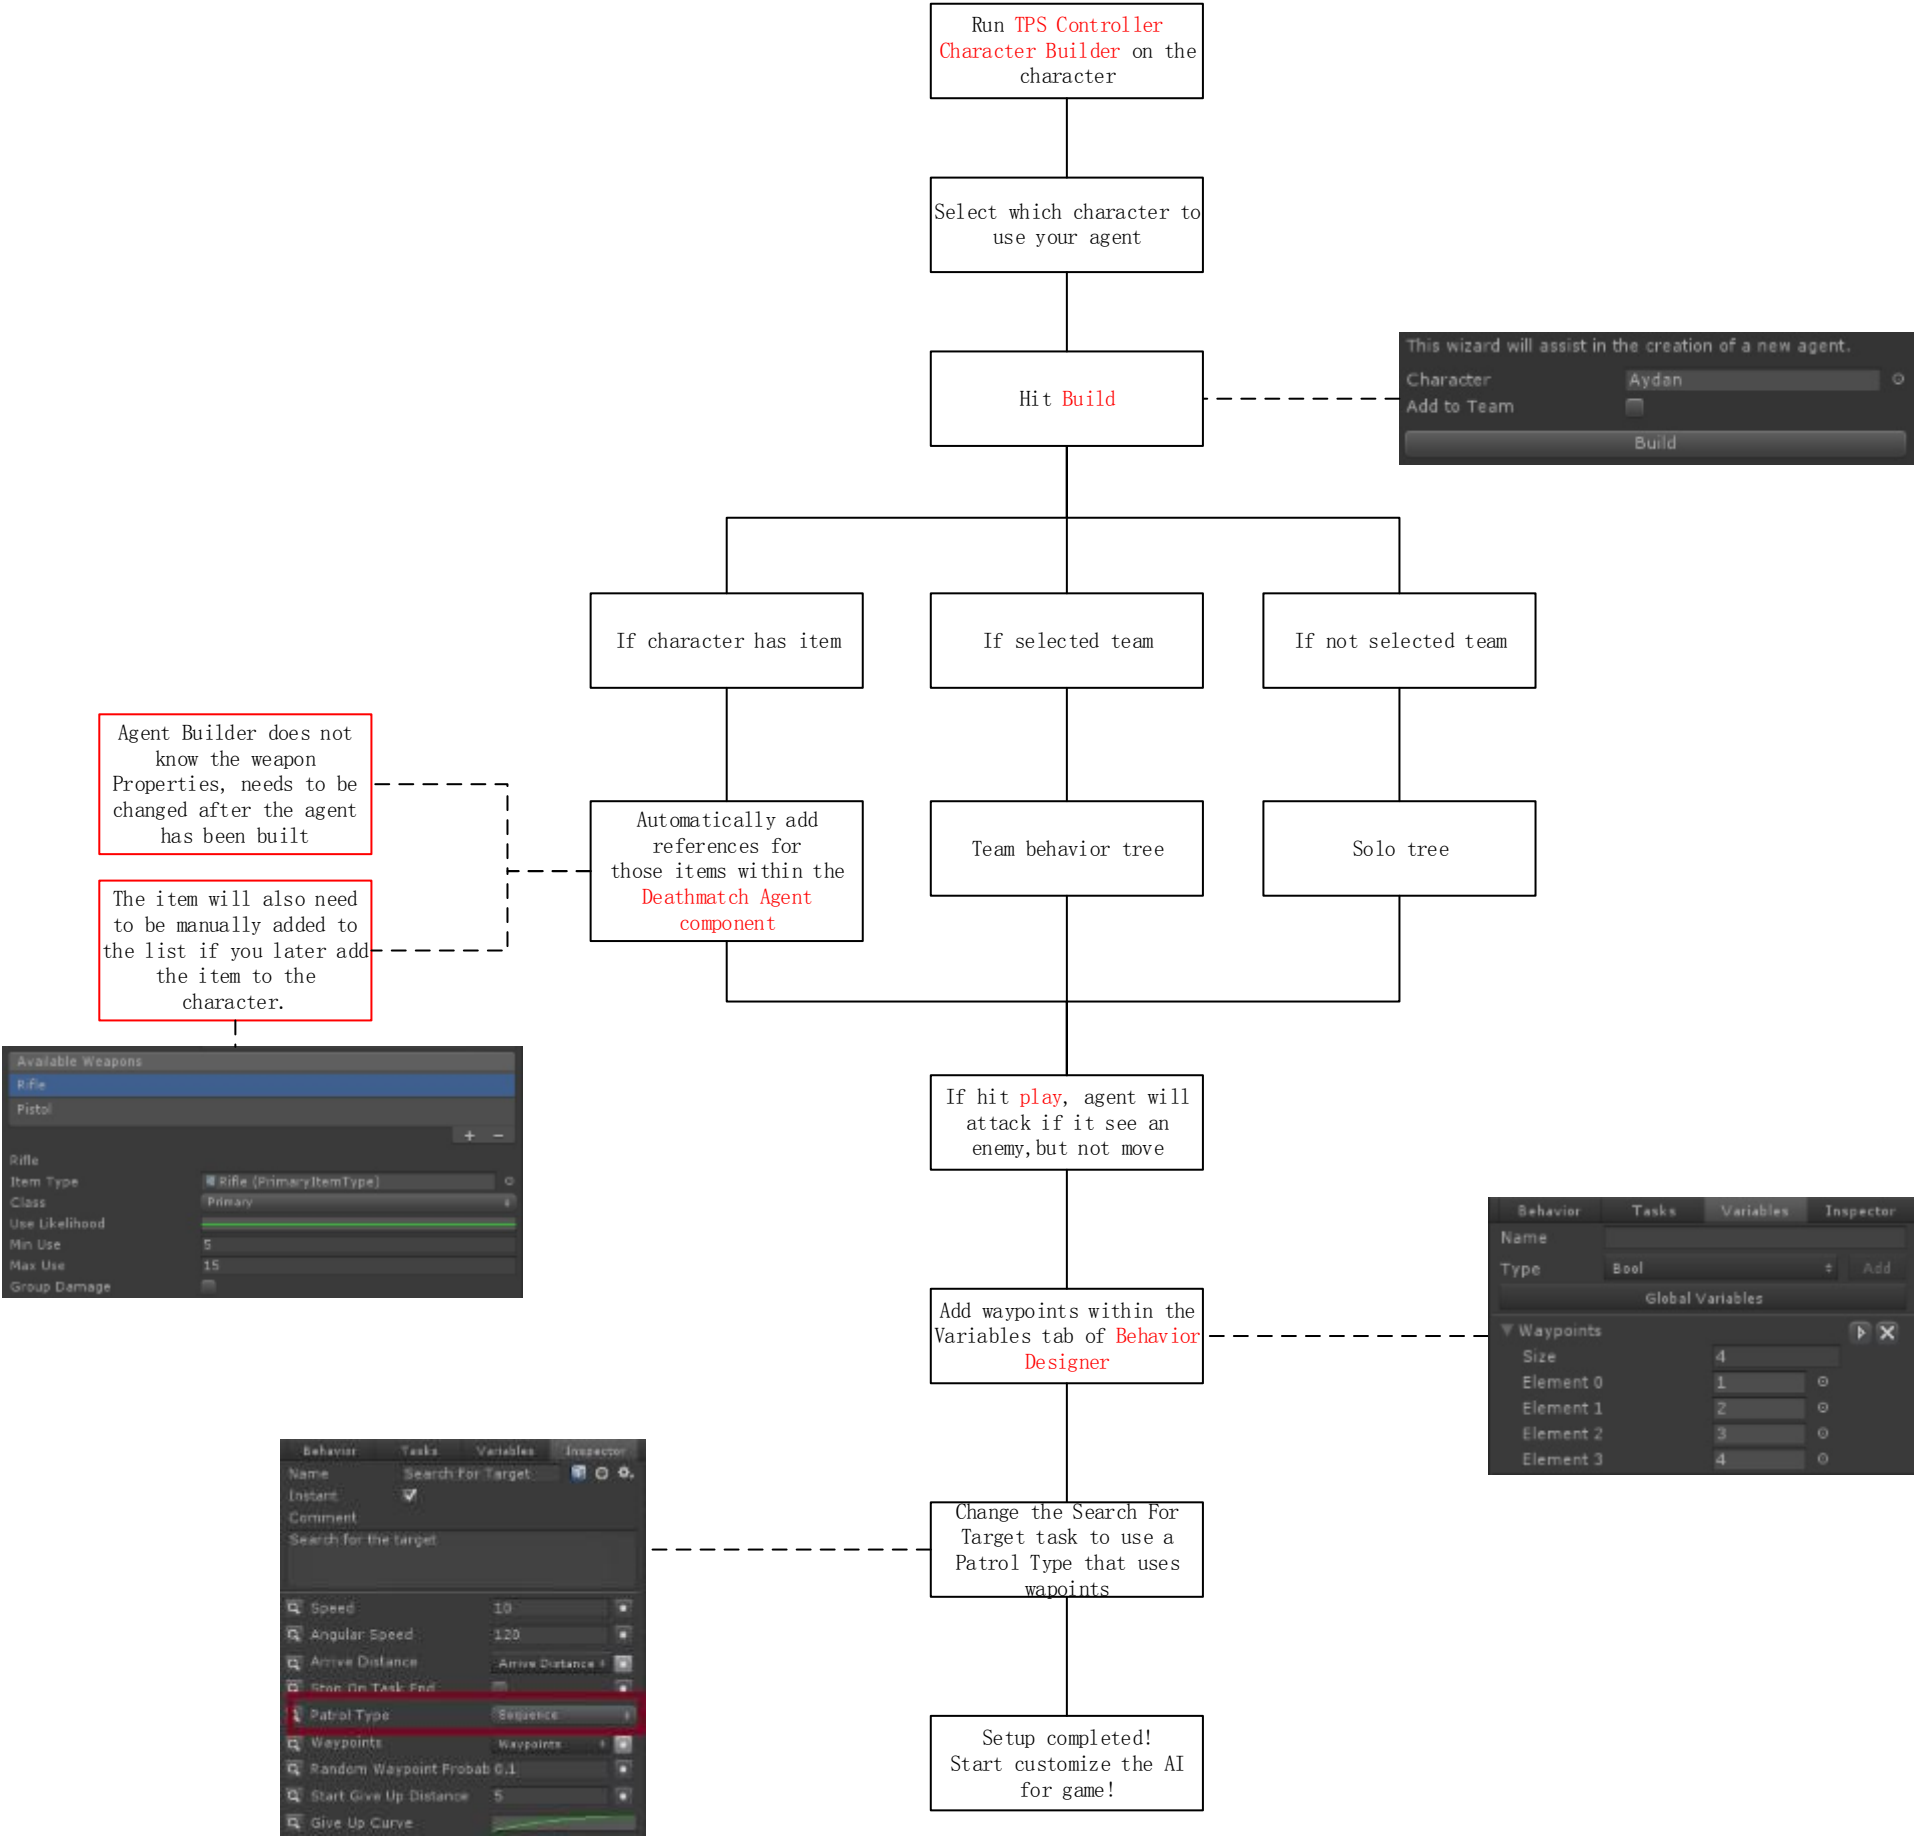 Run TPS Controller
Character Builder on the
character
Select which character to
use your agent
Hit Build
This wizard will assist in the creation of a new agent.
Character Aydan
Add to Team
Build
If character has item
If selected team
If not selected team
Agent Builder does not
know the weapon
Properties, needs to be
changed after the agent
has been built
The item will also need
to be manually added to
the list if you later add
the item to the
character.
Automatically add
references for
those items within the
Deathmatch Agent
component
Team behavior tree
Solo tree
Available Weapons
Rifle
Pistol
+ −
Rifle
Item Type Rifle (PrimaryItemType)
Class Primary
Use Likelihood
Min Use 5
Max Use 15
Group Damage
If hit play, agent will
attack if it see an
enemy,but not move
Add waypoints within the
Variables tab of Behavior
Designer
Behavior Tasks Variables Inspector
Name
Type Bool Add
Global Variables
Waypoints
Size 4
Element 0 1
Element 1 2
Element 2 3
Element 3 4
Behavior Tasks Variables Inspector
Name Search For Target
Instant
Comment
Search for the target
Speed 10
Angular Speed 120
Arrive Distance Arrive Distance
Stop On Task End
Patrol Type Sequence
Waypoints Waypoints
Random Waypoint Probab 0.1
Start Give Up Distance 5
Give Up Curve
Change the Search For
Target task to use a
Patrol Type that uses
wapoints
Setup completed!
Start customize the AI
for game!